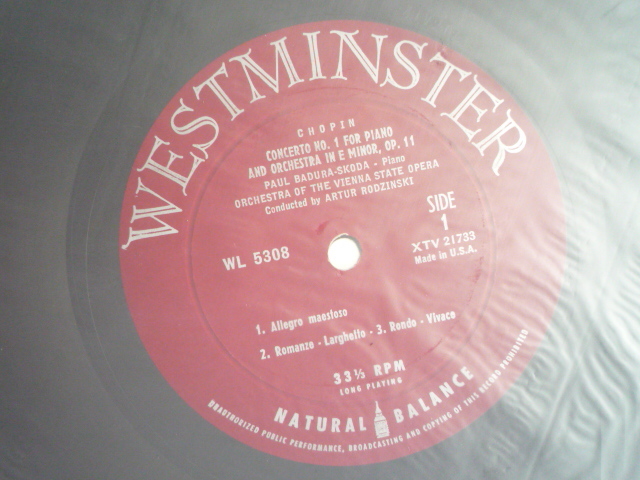 WESTMINSTER
CHOPIN
CONCERTO NO. 1 FOR PIANO
AND ORCHESTRA IN E MINOR, OP. 11
PAUL BADURA-SKODA - Piano
ORCHESTRA OF THE VIENNA STATE OPERA
Conducted by ARTUR RODZINSKI
SIDE
1
WL 5308
XTV 21733
Made in U.S.A.
1. Allegro maestoso
2. Romanze - Larghetto - 3. Rondo - Vivace
33⅓ RPM
LONG PLAYING
NATURAL BALANCE
UNAUTHORIZED PUBLIC PERFORMANCE, BROADCASTING AND COPYING OF THIS RECORD PROHIBITED